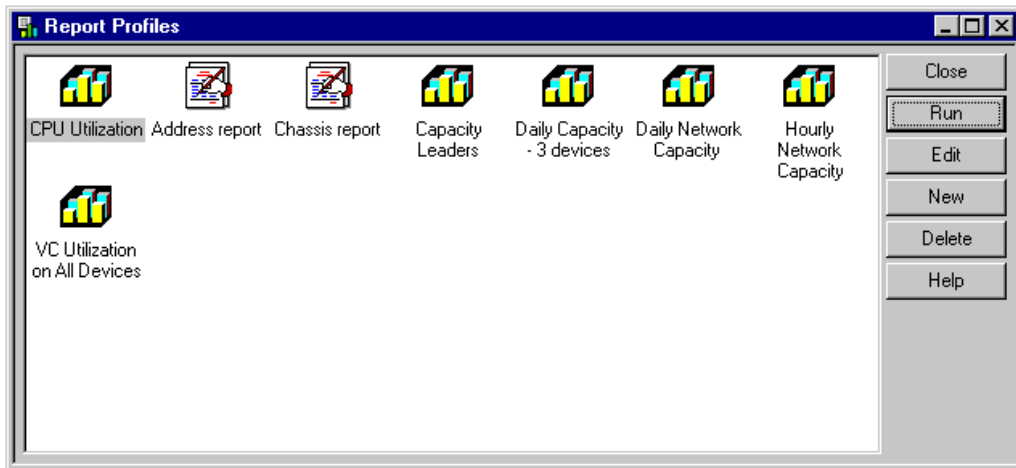 Report Profiles
CPU Utilization
Address report
Chassis report
Capacity
Leaders
Daily Capacity
- 3 devices
Daily Network
Capacity
Hourly
Network
Capacity
VC Utilization
on All Devices
Close
Run
Edit
New
Delete
Help